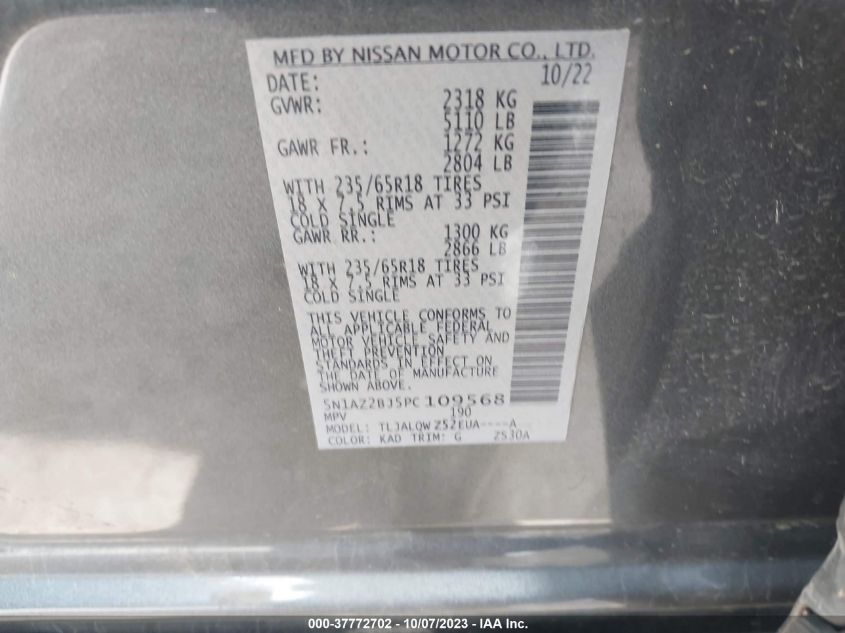 MFD BY NISSAN MOTOR CO., LTD.
DATE: 10/22
GVWR: 2318 KG
5110 LB
GAWR FR.: 1272 KG
2804 LB
WITH 235/65R18 TIRES
18 X 7.5 RIMS AT 33 PSI
COLD SINGLE
GAWR RR.: 1300 KG
2866 LB
WITH 235/65R18 TIRES
18 X 7.5 RIMS AT 33 PSI
COLD SINGLE
THIS VEHICLE CONFORMS TO
ALL APPLICABLE FEDERAL
MOTOR VEHICLE SAFETY AND
THEFT PREVENTION
STANDARDS IN EFFECT ON
THE DATE OF MANUFACTURE
SHOWN ABOVE.
5N1AZ2BJ5PC109568
MPV 190
MODEL: TLJALQWZ52EUA----A
COLOR: KAD TRIM: G Z530A
000-37772702 - 10/07/2023 - IAA Inc.